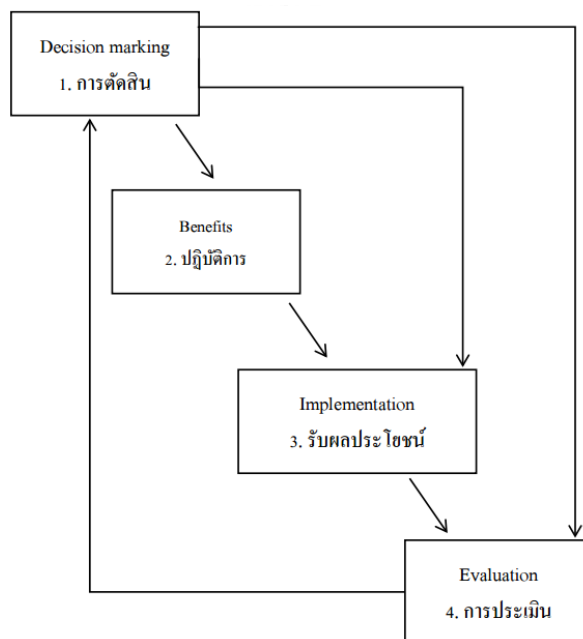 Decision marking
1. การตัดสิน
Benefits
2. ปฏิบัติการ
Implementation
3. รับผลประโยชน์
Evaluation
4. การประเมิน